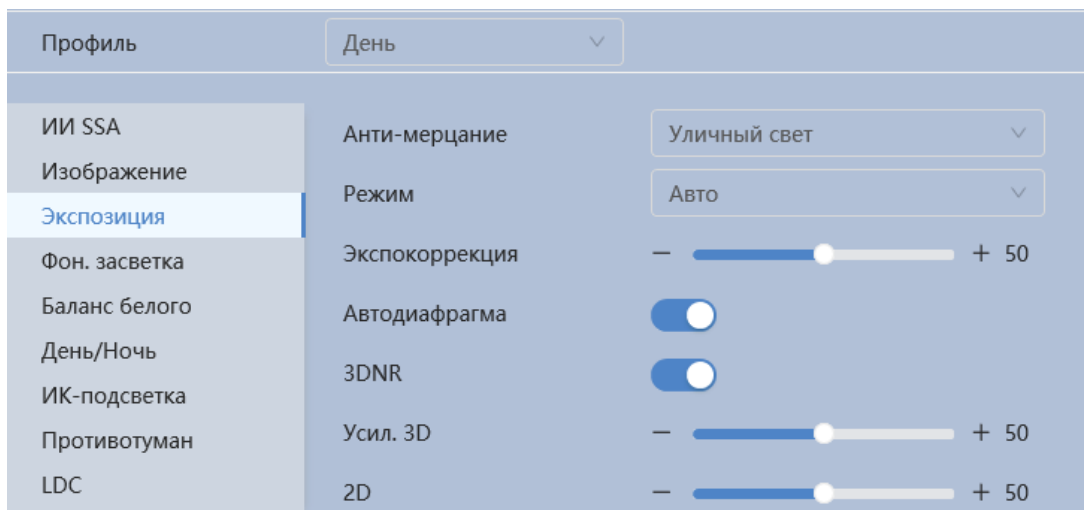 Профиль День
ИИ SSA
Изображение
Экспозиция
Фон. засветка
Баланс белого
День/Ночь
ИК-подсветка
Противотуман
LDC
Анти-мерцание Уличный свет
Режим Авто
Экспокоррекция − + 50
Автодиафрагма
3DNR
Усил. 3D − + 50
2D − + 50